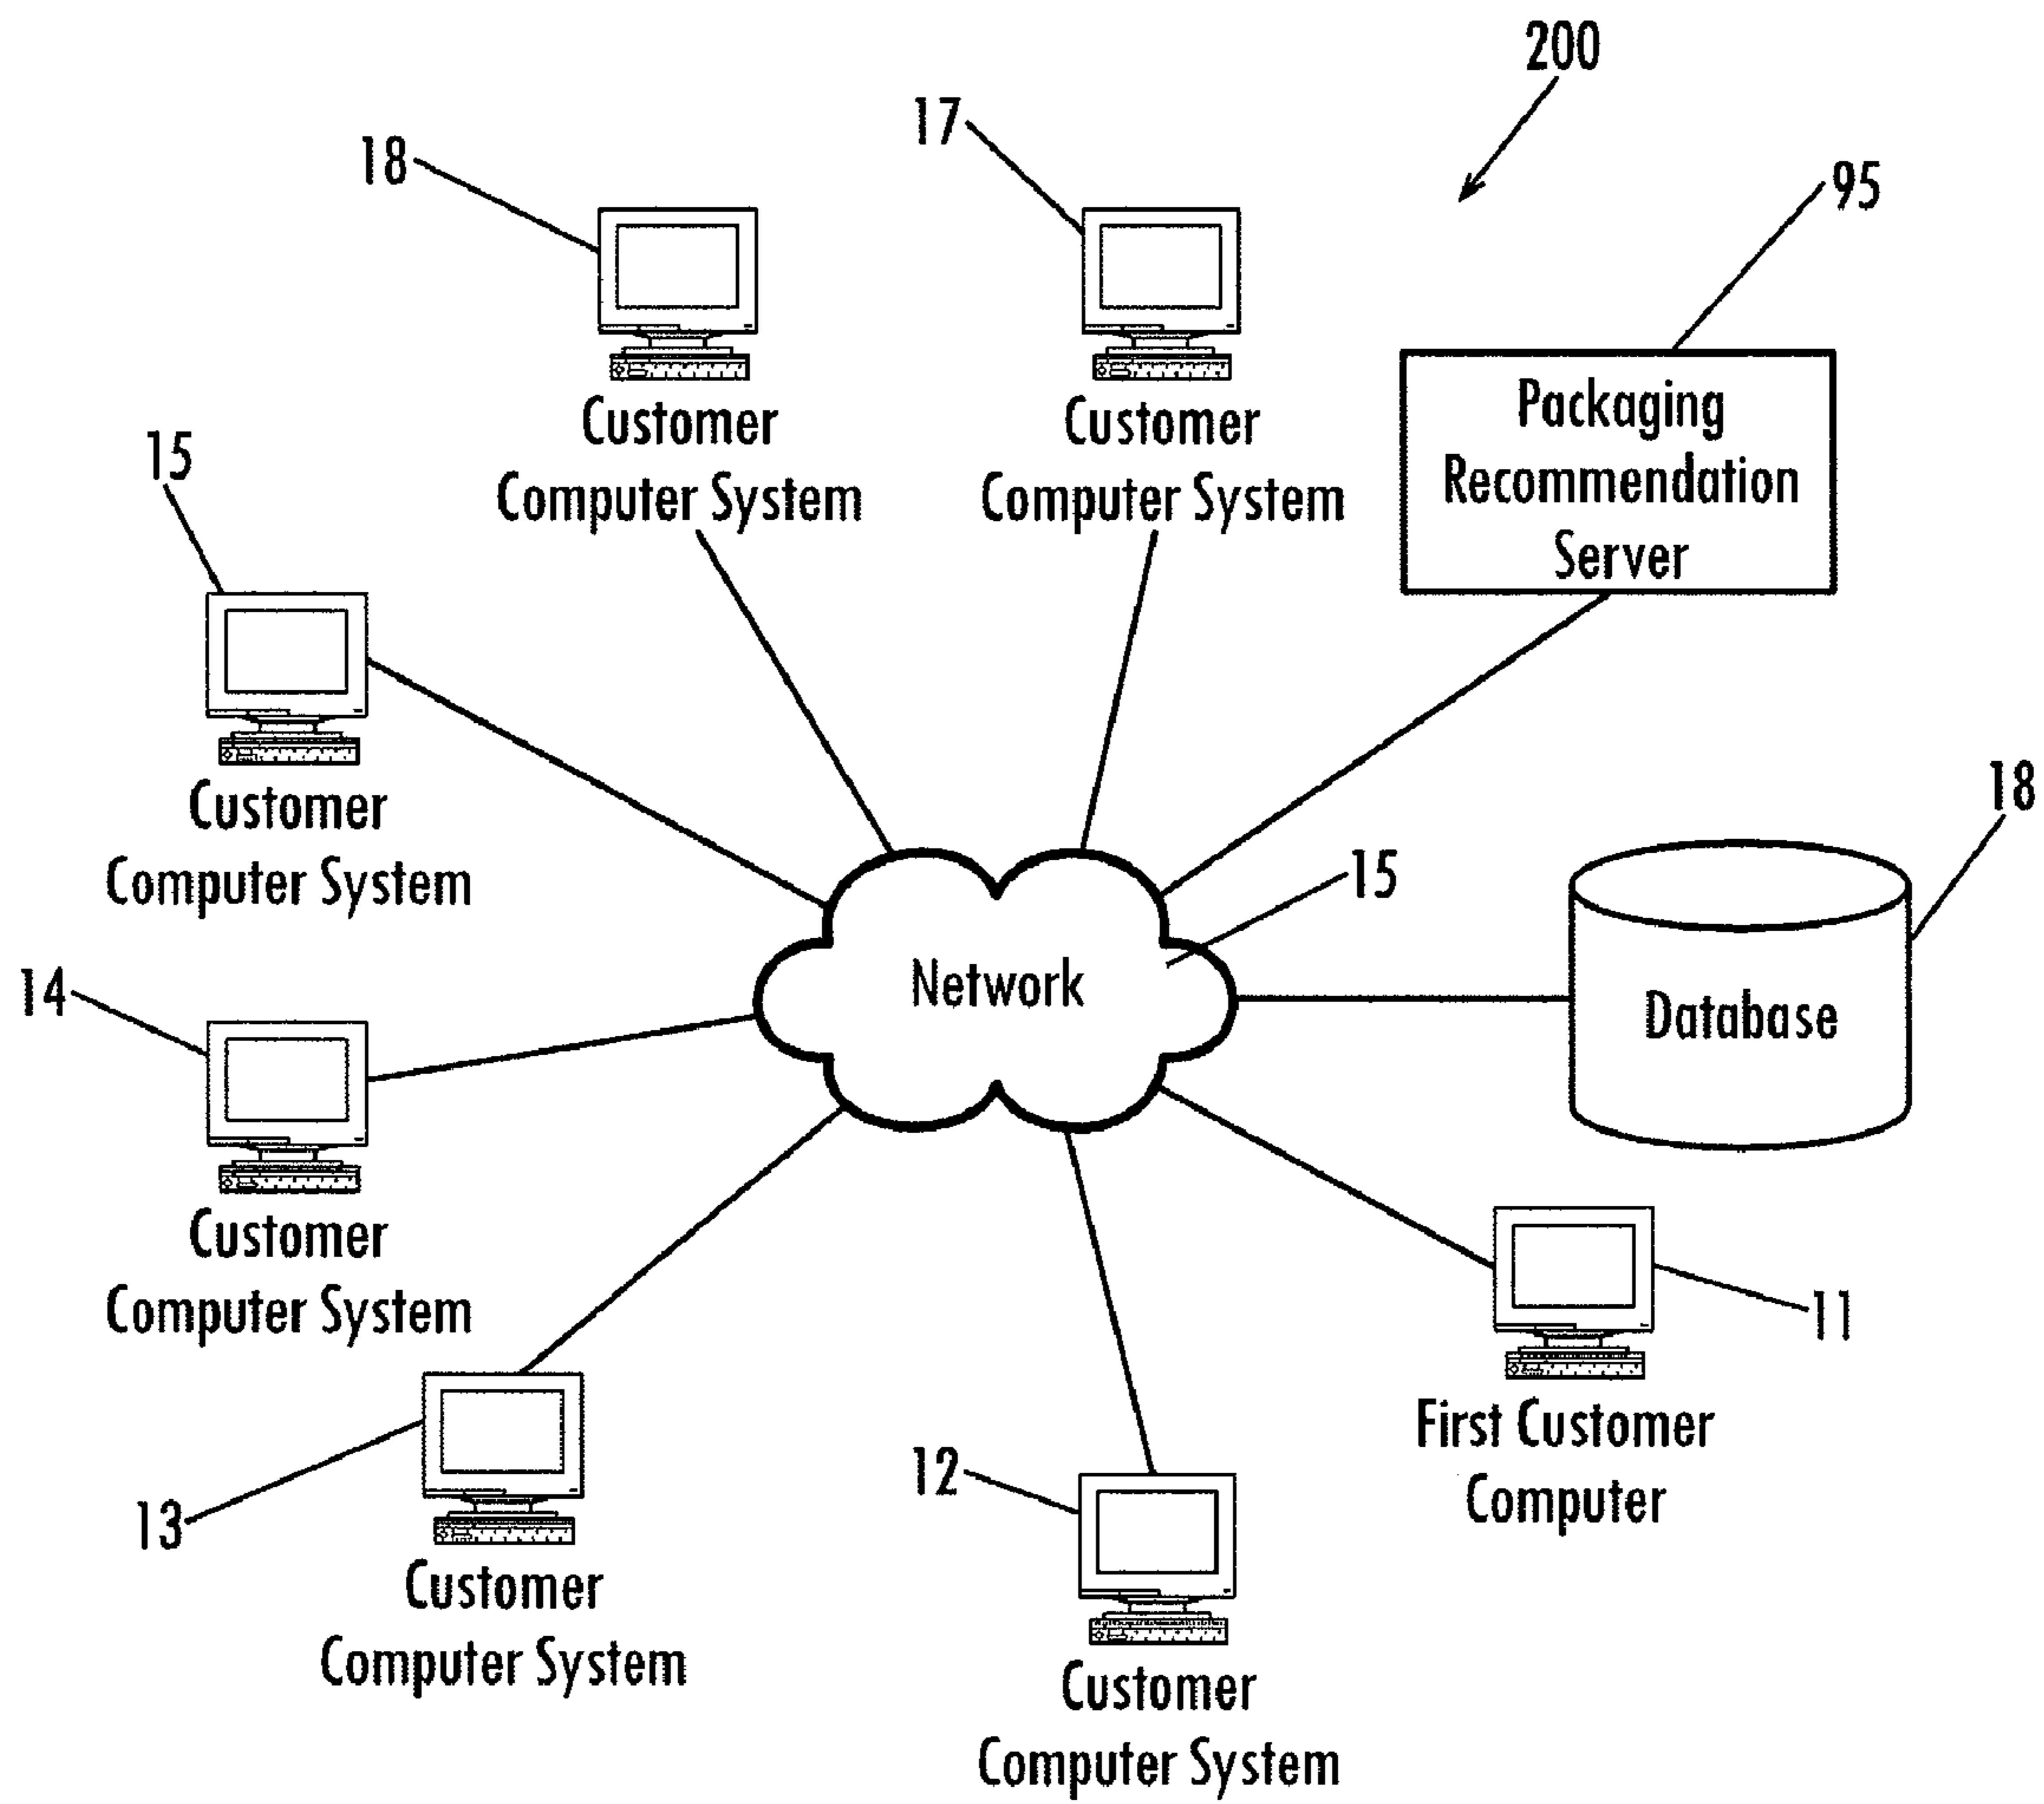 200
17
18
95
Customer
Computer System
Customer
Computer System
Packaging
Recommendation
Server
15
Customer
Computer System
18
15
Network
Database
14
Customer
Computer System
11
First Customer
Computer
13
Customer
Computer System
12
Customer
Computer System